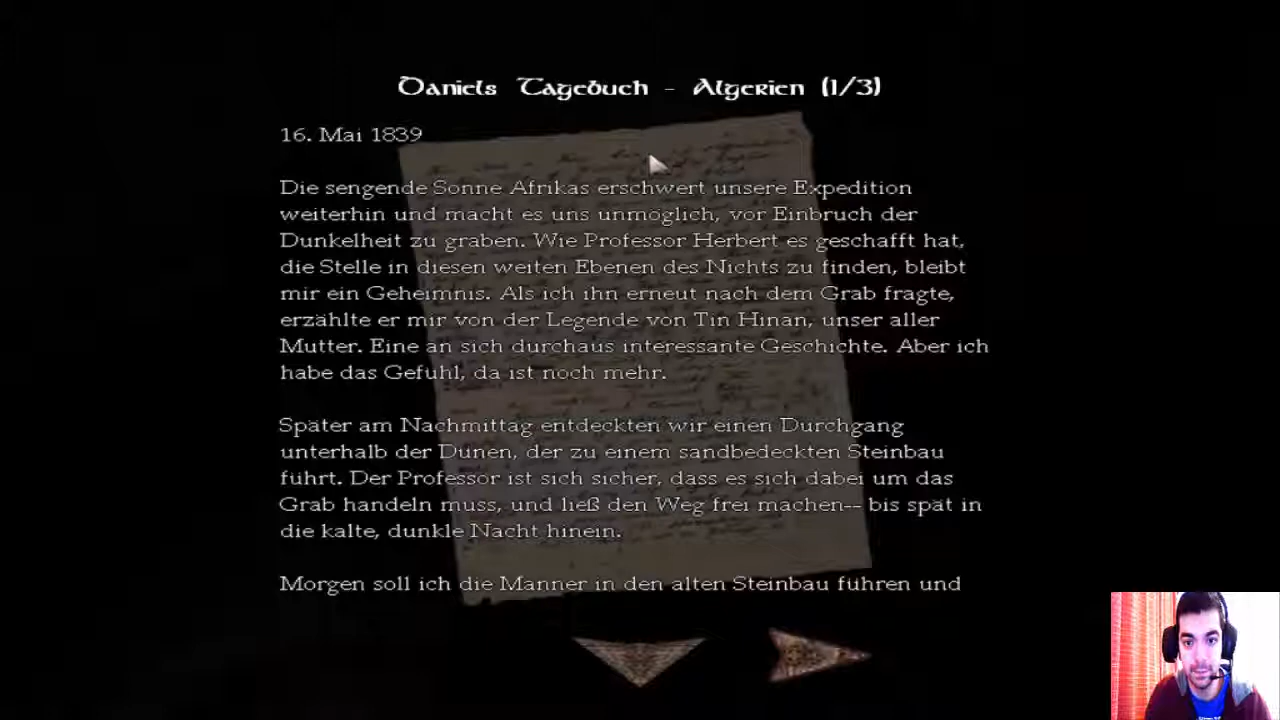 Daniels Tagebuch - Algerien (1/3)
16. Mai 1839
Die sengende Sonne Afrikas erschwert unsere Expedition
weiterhin und macht es uns unmöglich, vor Einbruch der
Dunkelheit zu graben. Wie Professor Herbert es geschafft hat,
die Stelle in diesen weiten Ebenen des Nichts zu finden, bleibt
mir ein Geheimnis. Als ich ihn erneut nach dem Grab fragte,
erzählte er mir von der Legende von Tin Hinan, unser aller
Mutter. Eine an sich durchaus interessante Geschichte. Aber ich
habe das Gefühl, da ist noch mehr.
Später am Nachmittag entdeckten wir einen Durchgang
unterhalb der Dünen, der zu einem sandbedeckten Steinbau
führt. Der Professor ist sich sicher, dass es sich dabei um das
Grab handeln muss, und ließ den Weg frei machen-- bis spät in
die kalte, dunkle Nacht hinein.
Morgen soll ich die Männer in den alten Steinbau führen und